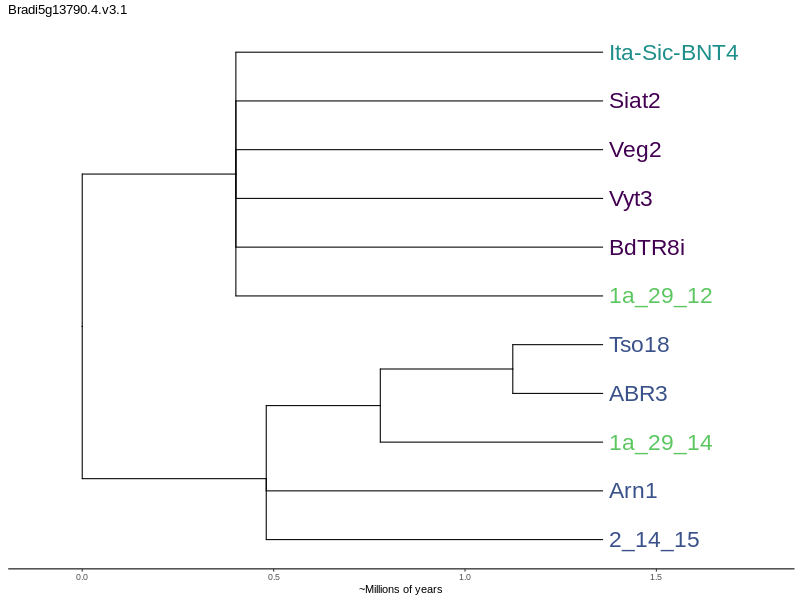 Bradi5g13790.4.v3.1
Ita-Sic-BNT4
Siat2
Veg2
Vyt3
BdTR8i
1a_29_12
Tso18
ABR3
1a_29_14
Arn1
2_14_15
0.0 0.5 1.0 1.5
~Millions of years